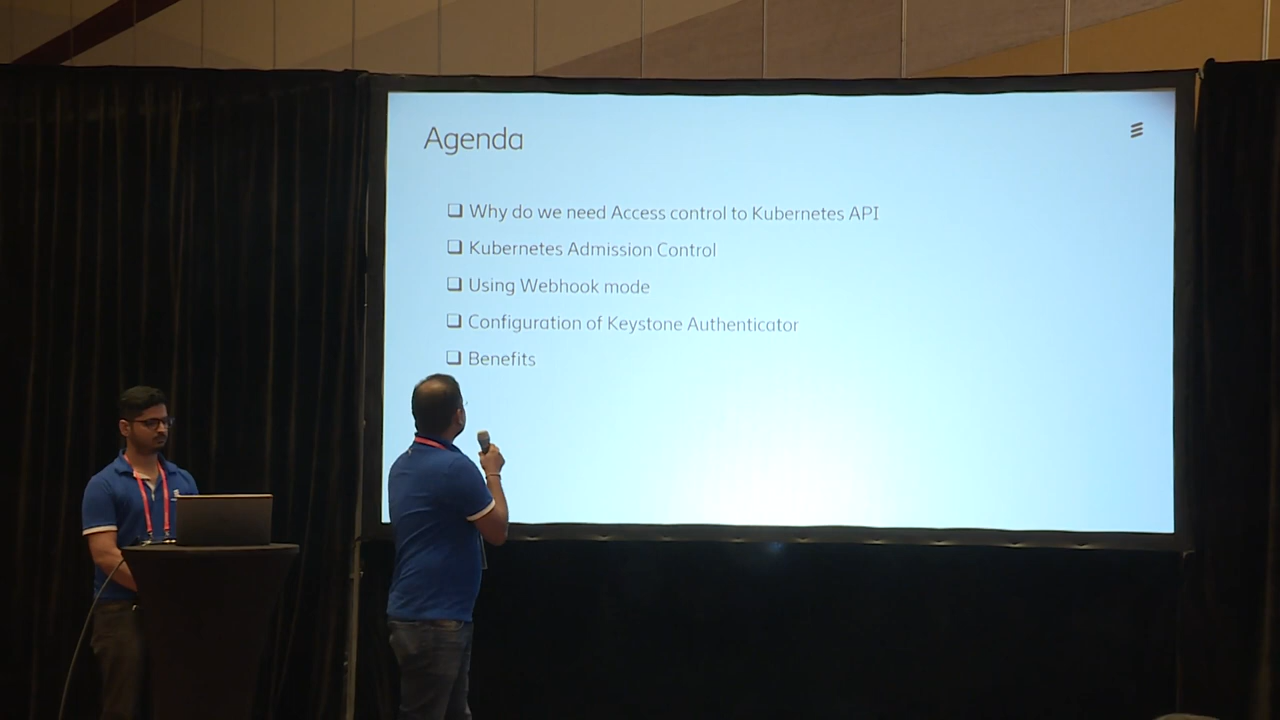 Agenda
Why do we need Access control to Kubernetes API
Kubernetes Admission Control
Using Webhook mode
Configuration of Keystone Authenticator
Benefits